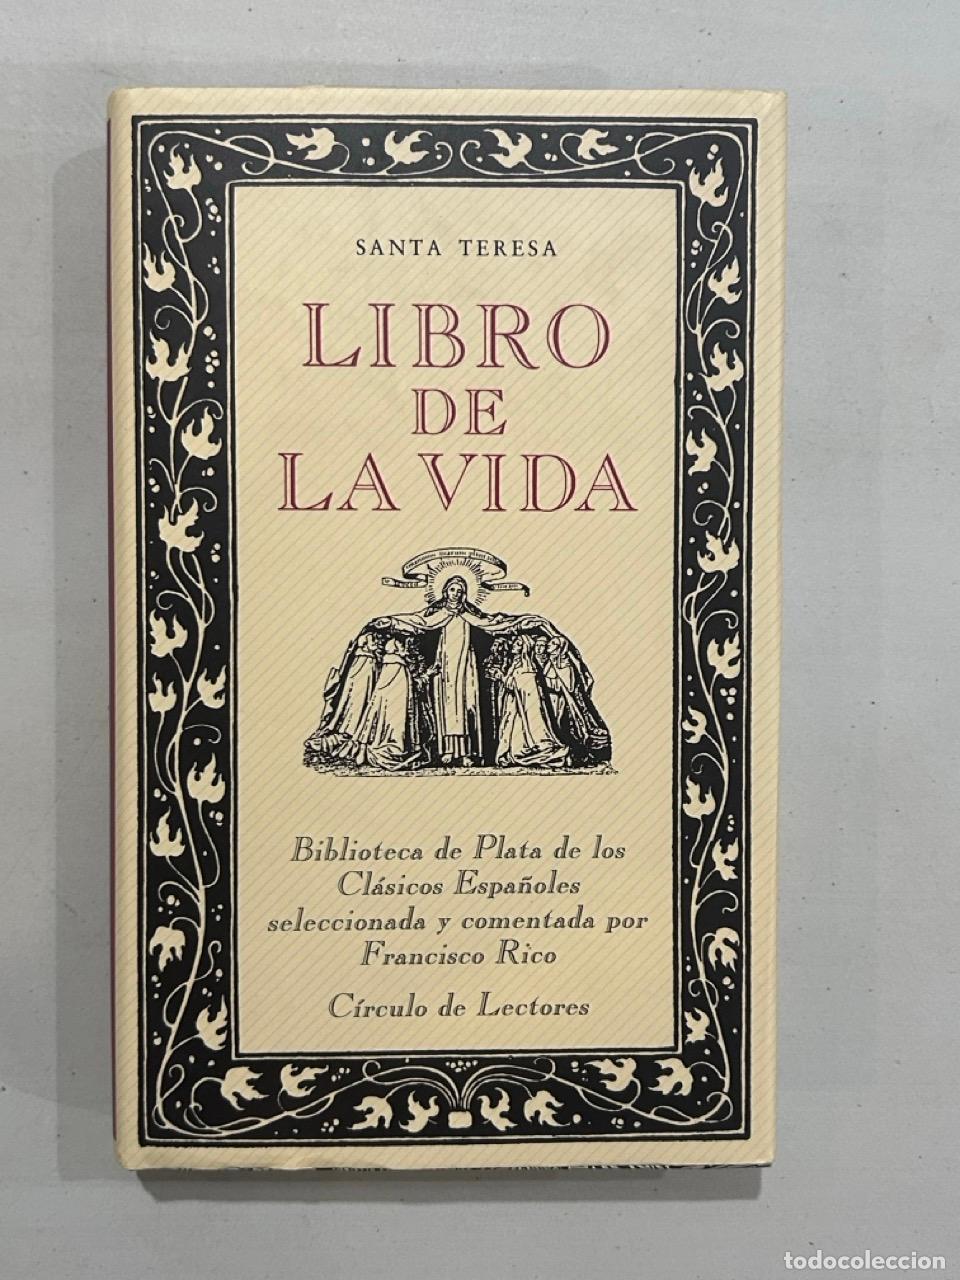 SANTA TERESA
LIBRO
DE
LA VIDA
Biblioteca de Plata de los
Clásicos Españoles
seleccionada y comentada por
Francisco Rico
Círculo de Lectores
todocoleccion